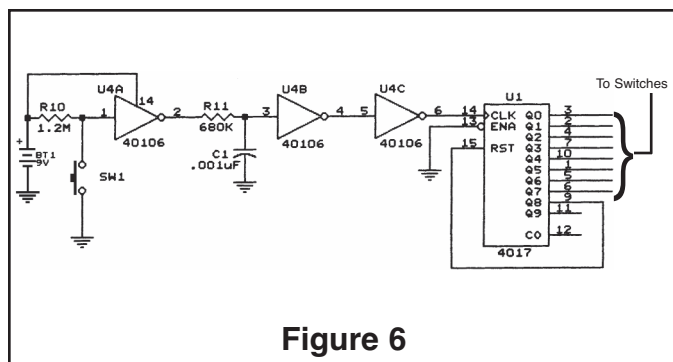 To Switches
U4A
R10
1.2M
1
14
2
40106
R11
680K
C1
.001uF
U4B
3
4
40106
U4C
5
6
40106
+
BT1
9V
SW1
U1
14 CLK Q0 3
13 ENA Q1 2
Q2 4
15 RST Q3 7
Q4 10
Q5 1
Q6 5
Q7 6
Q8 9
Q9 11
CO 12
4017
Figure 6